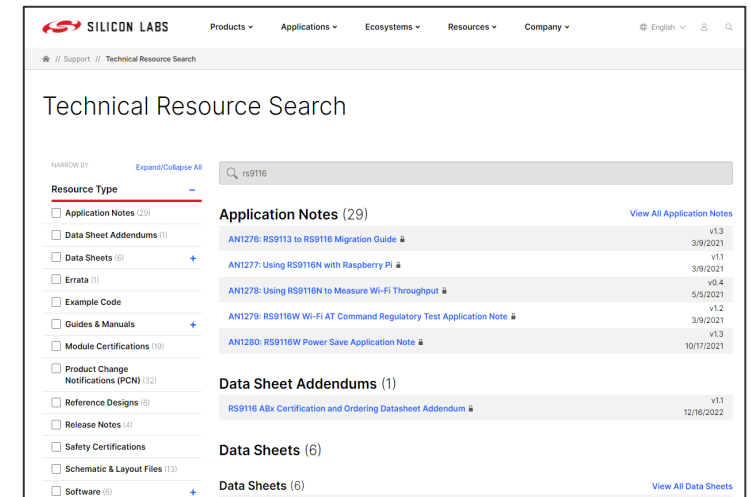 SILICON LABS
Products
Applications
Ecosystems
Resources
Company
English
// Support // Technical Resource Search
Technical Resource Search
NARROW BY
Expand/Collapse All
Resource Type
Application Notes (29)
Data Sheet Addendums (1)
Data Sheets (6)
Errata (1)
Example Code
Guides & Manuals
Module Certifications (19)
Product Change
Notifications (PCN) (32)
Reference Designs (6)
Release Notes (4)
Safety Certifications
Schematic & Layout Files (13)
Software (6)
rs9116
Application Notes (29)
View All Application Notes
AN1276: RS9113 to RS9116 Migration Guide
v1.3
3/9/2021
AN1277: Using RS9116N with Raspberry Pi
v1.1
3/9/2021
AN1278: Using RS9116N to Measure Wi-Fi Throughput
v0.4
5/5/2021
AN1279: RS9116W Wi-Fi AT Command Regulatory Test Application Note
v1.2
3/9/2021
AN1280: RS9116W Power Save Application Note
v1.3
10/17/2021
Data Sheet Addendums (1)
RS9116 ABx Certification and Ordering Datasheet Addendum
v1.1
12/16/2022
Data Sheets (6)
Data Sheets (6)
View All Data Sheets